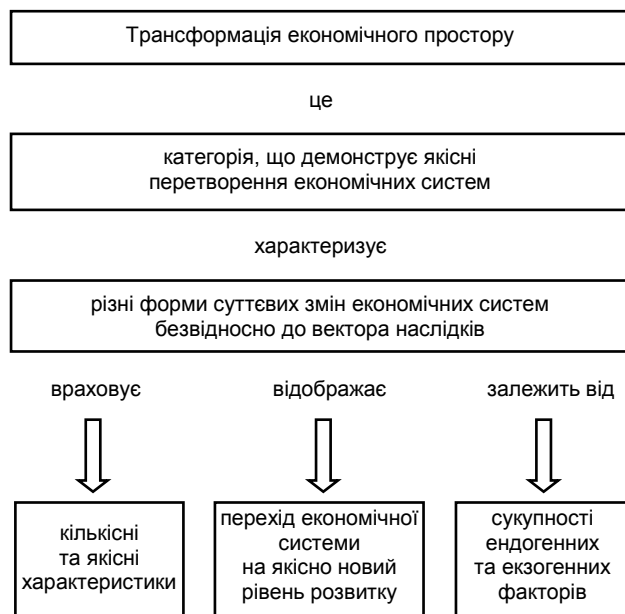 Трансформація економічного простору
це
категорія, що демонструє якісні
перетворення економічних систем
характеризує
різні форми суттєвих змін економічних систем
безвідносно до вектора наслідків
враховує
відображає
залежить від
кількісні
та якісні
характеристики
перехід економічної
системи
на якісно новий
рівень розвитку
сукупності
ендогенних
та екзогенних
факторів